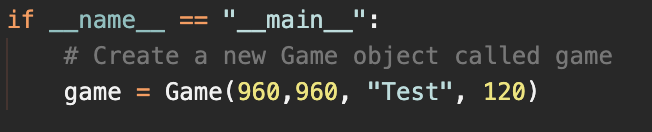 if __name__ == "__main__":
    # Create a new Game object called game
    game = Game(960,960, "Test", 120)